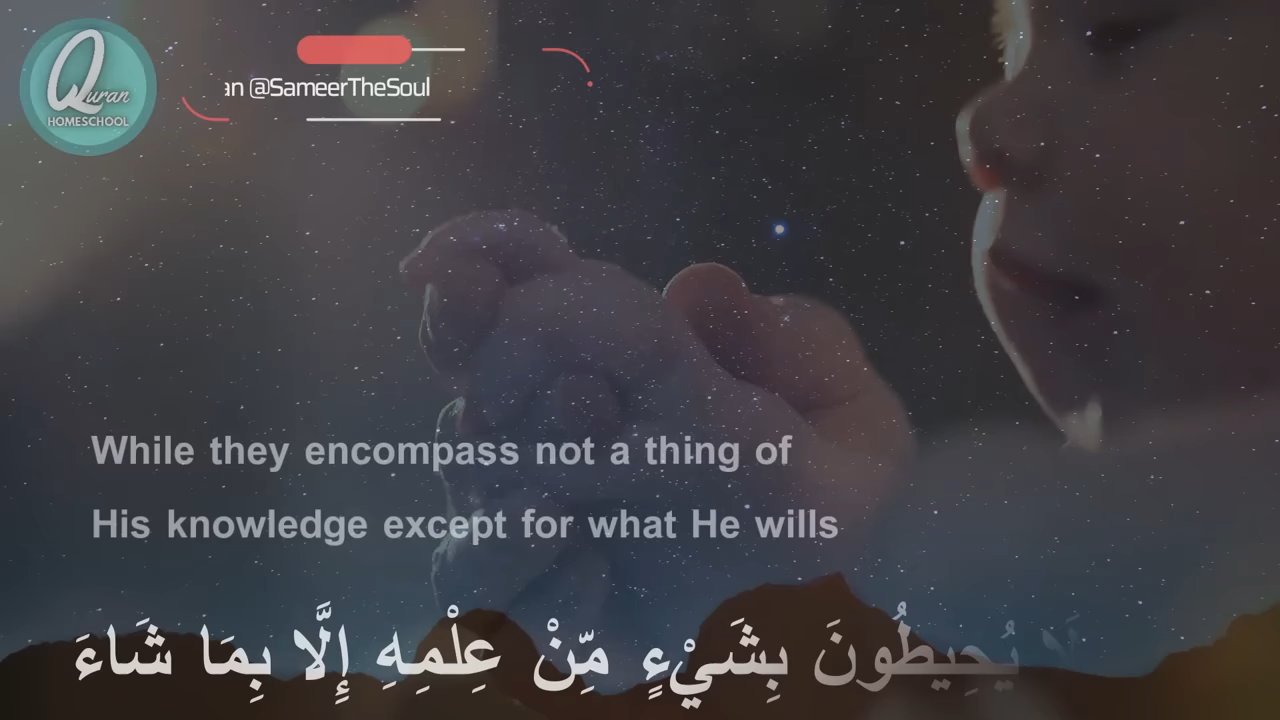 Quran
HOMESCHOOL
an @SameerTheSoul
While they encompass not a thing of
His knowledge except for what He wills
لَا يُحِيطُونَ بِشَيْءٍ مِّنْ عِلْمِهِ إِلَّا بِمَا شَاءَ